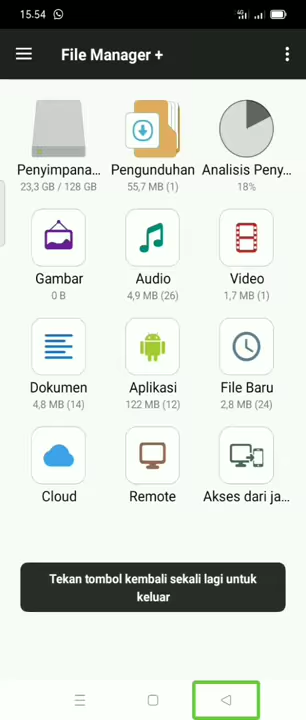 15.54
File Manager +
Penyimpana... Pengunduhan Analisis Peny...
23,3 GB / 128 GB 55,7 MB (1) 18%
Gambar Audio Video
0 B 4,9 MB (26) 1,7 MB (1)
Dokumen Aplikasi File Baru
4,8 MB (14) 122 MB (12) 2,8 MB (24)
Cloud Remote Akses dari ja...
Tekan tombol kembali sekali lagi untuk
keluar